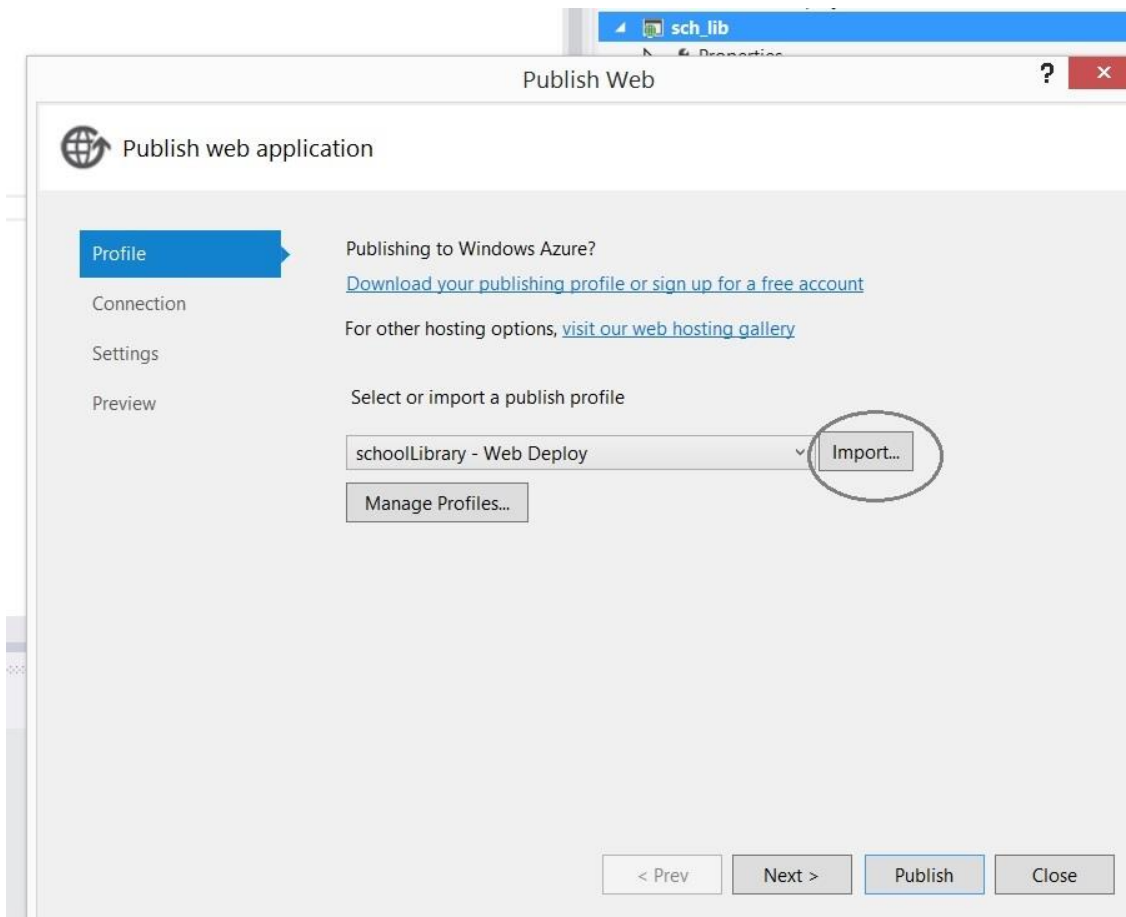 sch_lib
Properties
Publish Web
?
Publish web application
Profile
Connection
Settings
Preview
Publishing to Windows Azure?
Download your publishing profile or sign up for a free account
For other hosting options, visit our web hosting gallery
Select or import a publish profile
schoolLibrary - Web Deploy
Import...
Manage Profiles...
< Prev
Next >
Publish
Close